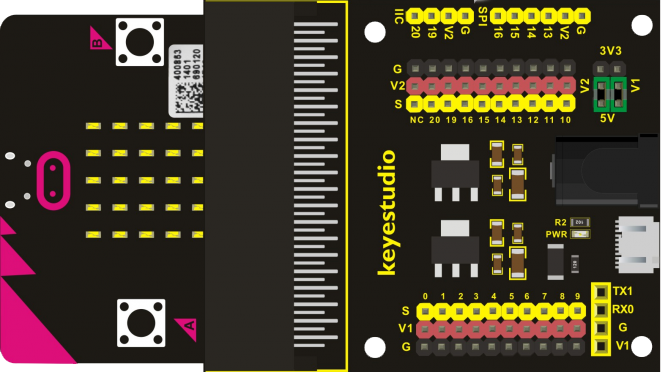 B
400863
1401
690120
A
IIC
20
19
V2
G
SPI
16
15
14
13
V2
G
3V3
V2
V1
5V
G
V2
S
NC 20 19 16 15 14 13 12 11 10
keyestudio
R2
PWR
0 1 2 3 4 5 6 7 8 9
S
V1
G
TX1
RX0
G
V1